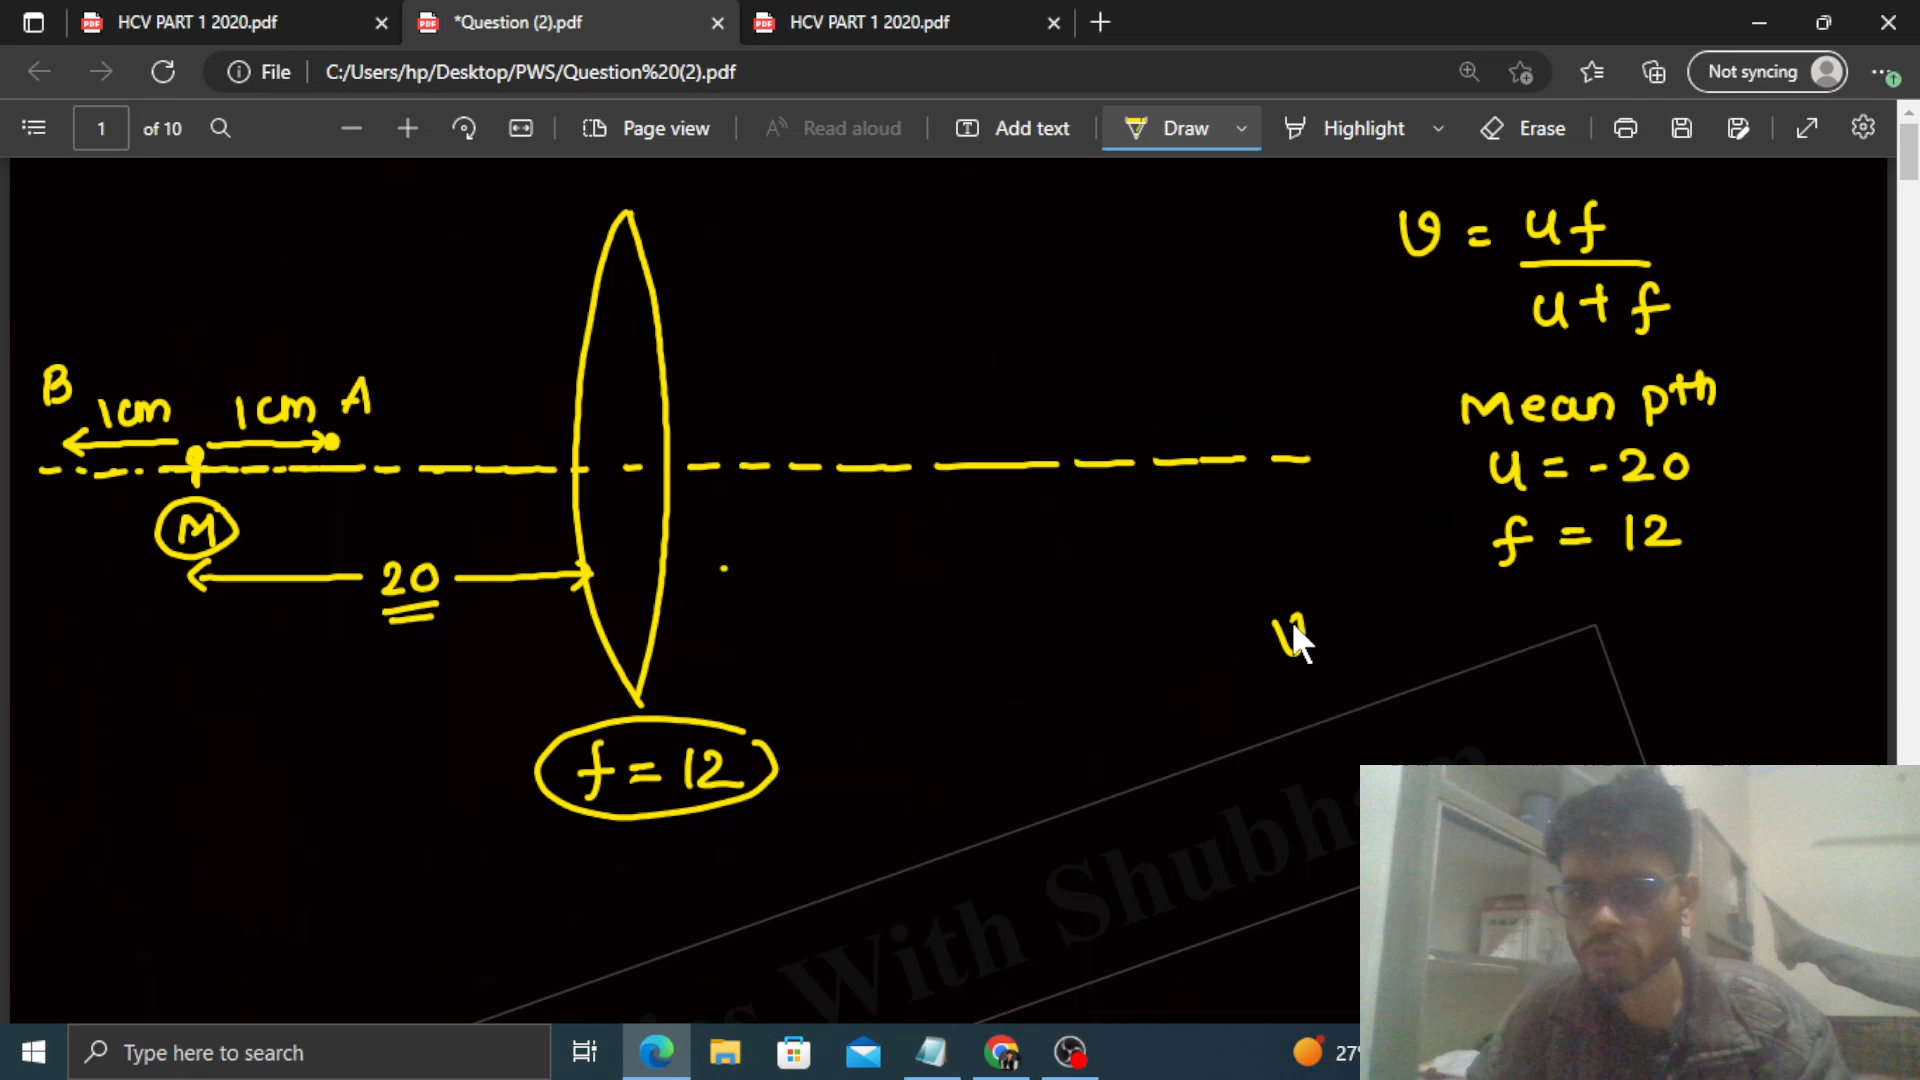 HCV PART 1 2020.pdf
*Question (2).pdf
HCV PART 1 2020.pdf
File
C:/Users/hp/Desktop/PWS/Question%20(2).pdf
Not syncing
1 of 10
Page view
Read aloud
Add text
Draw
Highlight
Erase
v = uf
u+f
B
1cm
1cm
A
M
20
f = 12
Mean pth
u = -20
f = 12
With Shubh
Type here to search
27°